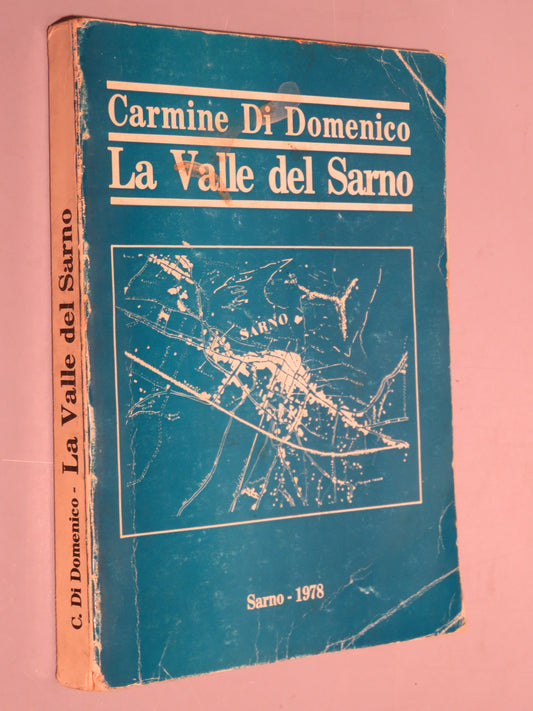 Carmine Di Domenico
La Valle del Sarno
SARNO
Sarno - 1978
C. Di Domenico - La Valle del Sarno